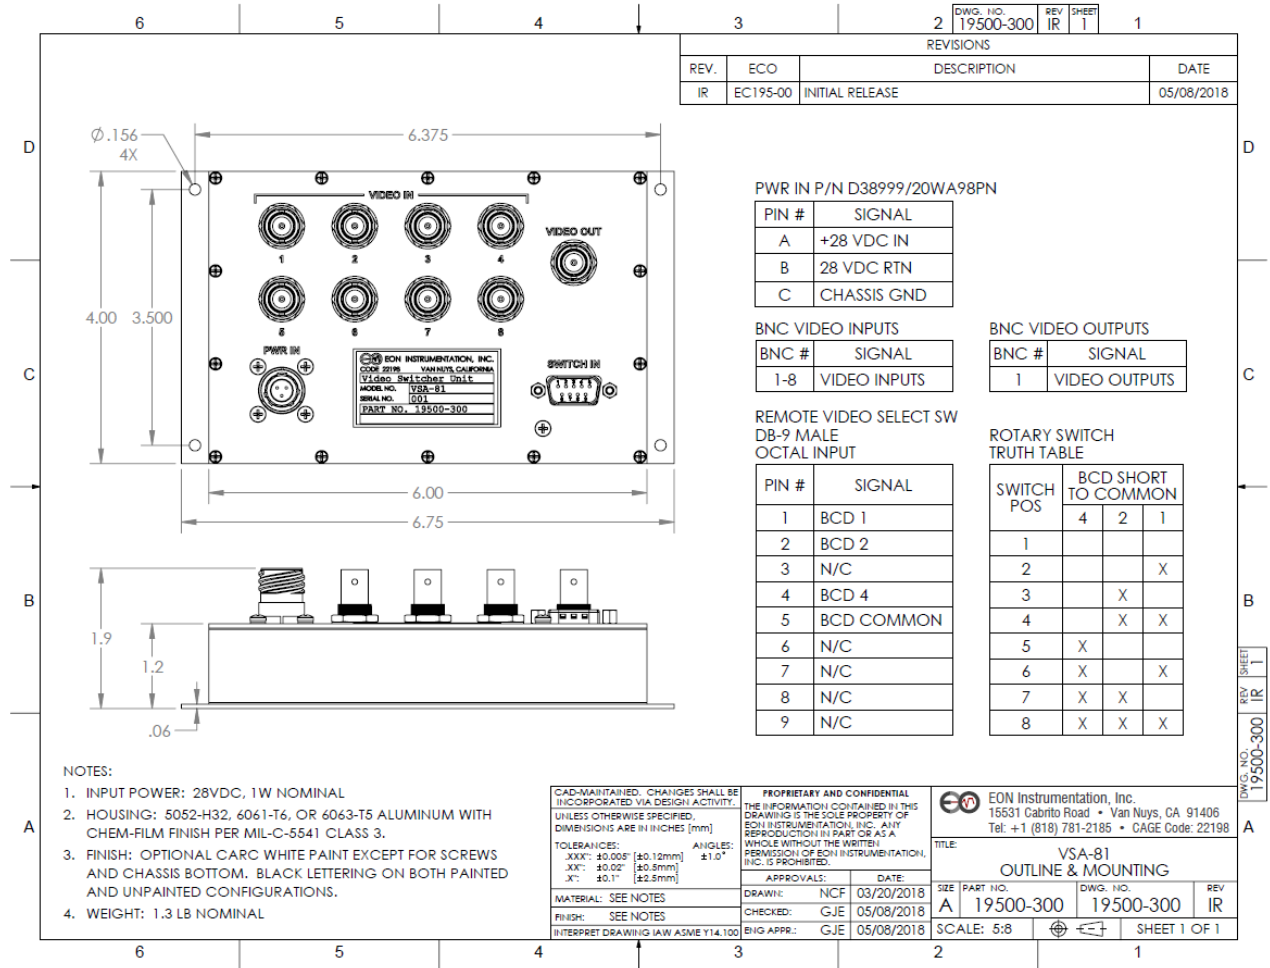 6 5 4 3 2 1
DWG. NO. 19500-300 REV IR SHEET 1
REVISIONS
REV. ECO DESCRIPTION DATE
IR EC195-00 INITIAL RELEASE 05/08/2018
D D
C C
B B
A A
Ø.156
4X
6.375
4.00 3.500
VIDEO IN
1 2 3 4
VIDEO OUT
5 6 7 8
PWR IN
SWITCH IN
EON INSTRUMENTATION, INC.
CODE 22198 VAN NUYS, CALIFORNIA
Video Switcher Unit
MODEL NO. VSA-81
SERIAL NO. 001
PART NO. 19500-300
6.00
6.75
1.9
1.2
.06
PWR IN P/N D38999/20WA98PN
PIN # SIGNAL
A +28 VDC IN
B 28 VDC RTN
C CHASSIS GND
BNC VIDEO INPUTS
BNC # SIGNAL
1-8 VIDEO INPUTS
BNC VIDEO OUTPUTS
BNC # SIGNAL
1 VIDEO OUTPUTS
REMOTE VIDEO SELECT SW
DB-9 MALE
OCTAL INPUT
PIN # SIGNAL
1 BCD 1
2 BCD 2
3 N/C
4 BCD 4
5 BCD COMMON
6 N/C
7 N/C
8 N/C
9 N/C
ROTARY SWITCH
TRUTH TABLE
SWITCH POS BCD SHORT TO COMMON
4 2 1
1
2 X
3 X
4 X X
5 X
6 X X
7 X X
8 X X X
SHEET 1
REV IR
DWG. NO. 19500-300
NOTES:
1. INPUT POWER: 28VDC, 1W NOMINAL
2. HOUSING: 5052-H32, 6061-T6, OR 6063-T5 ALUMINUM WITH
CHEM-FILM FINISH PER MIL-C-5541 CLASS 3.
3. FINISH: OPTIONAL CARC WHITE PAINT EXCEPT FOR SCREWS
AND CHASSIS BOTTOM. BLACK LETTERING ON BOTH PAINTED
AND UNPAINTED CONFIGURATIONS.
4. WEIGHT: 1.3 LB NOMINAL
CAD-MAINTAINED. CHANGES SHALL BE
INCORPORATED VIA DESIGN ACTIVITY.
UNLESS OTHERWISE SPECIFIED,
DIMENSIONS ARE IN INCHES [mm]
TOLERANCES: ANGLES:
.XXX": ±0.005" [±0.12mm] ±1.0°
.XX": ±0.02" [±0.5mm]
.X": ±0.1" [±2.5mm]
MATERIAL: SEE NOTES
FINISH: SEE NOTES
INTERPRET DRAWING IAW ASME Y14.100
PROPRIETARY AND CONFIDENTIAL
THE INFORMATION CONTAINED IN THIS
DRAWING IS THE SOLE PROPERTY OF
EON INSTRUMENTATION, INC. ANY
REPRODUCTION IN PART OR AS A
WHOLE WITHOUT THE WRITTEN
PERMISSION OF EON INSTRUMENTATION,
INC. IS PROHIBITED.
APPROVALS: DATE:
DRAWN: NCF 03/20/2018
CHECKED: GJE 05/08/2018
ENG APPR.: GJE 05/08/2018
EON Instrumentation, Inc.
15531 Cabrito Road • Van Nuys, CA 91406
Tel: +1 (818) 781-2185 • CAGE Code: 22198
TITLE:
VSA-81
OUTLINE & MOUNTING
SIZE A PART NO. 19500-300 DWG. NO. 19500-300 REV IR
SCALE: 5:8 SHEET 1 OF 1
6 5 4 3 2 1